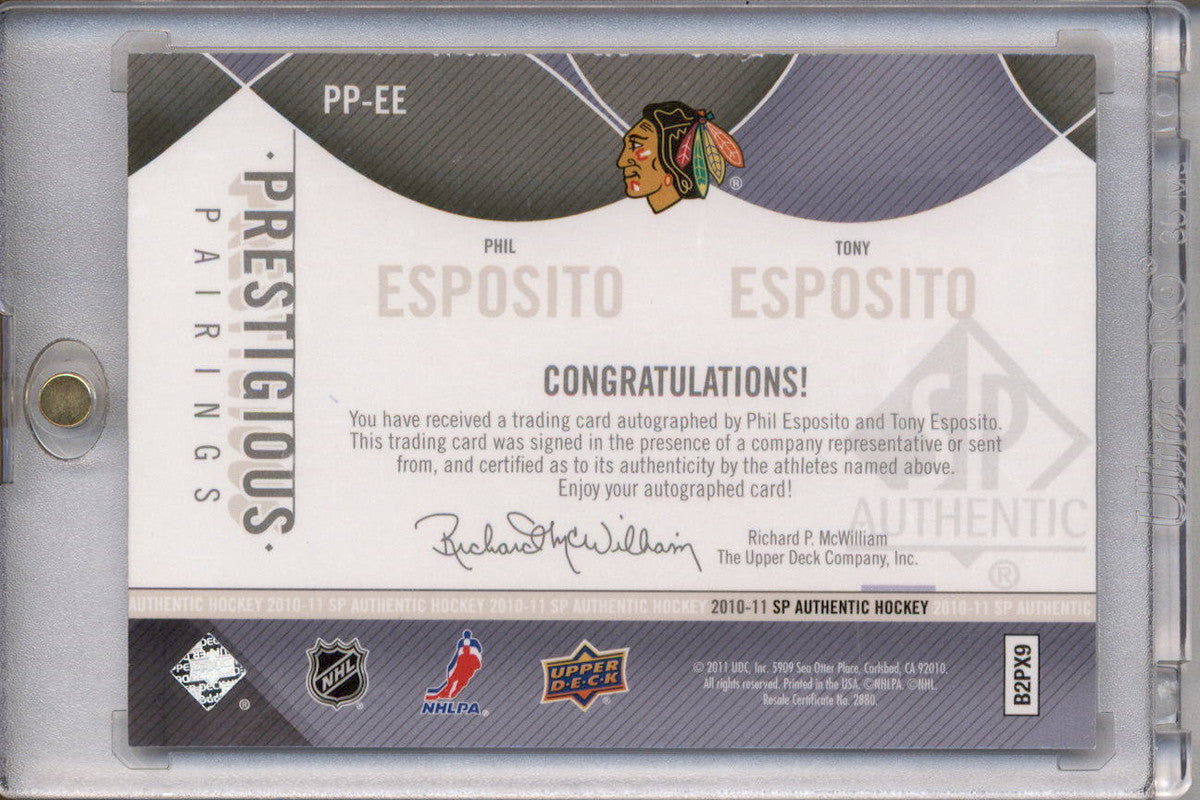 PP-EE
PRESTIGIOUS
PAIRINGS
PHIL
ESPOSITO
TONY
ESPOSITO
CONGRATULATIONS!
You have received a trading card autographed by Phil Esposito and Tony Esposito.
This trading card was signed in the presence of a company representative or sent
from, and certified as to its authenticity by the athletes named above.
Enjoy your autographed card!
Richard McWilliam
Richard P. McWilliam
The Upper Deck Company, Inc.
SP
AUTHENTIC
®
AUTHENTIC HOCKEY 2010-11 SP AUTHENTIC HOCKEY 2010-11 SP AUTHENTIC HOCKEY 2010-11 SP AUTHENTIC HOCKEY 2010-11 SP AUTHENTIC
NHL
NHLPA
UPPER
DECK
© 2011 UDC, Inc. 5909 Sea Otter Place, Carlsbad, CA 92010.
All rights reserved. Printed in the USA. ©NHLPA ©NHL.
Resale Certificate No. 2880.
B2PX9
Ultra PRO®